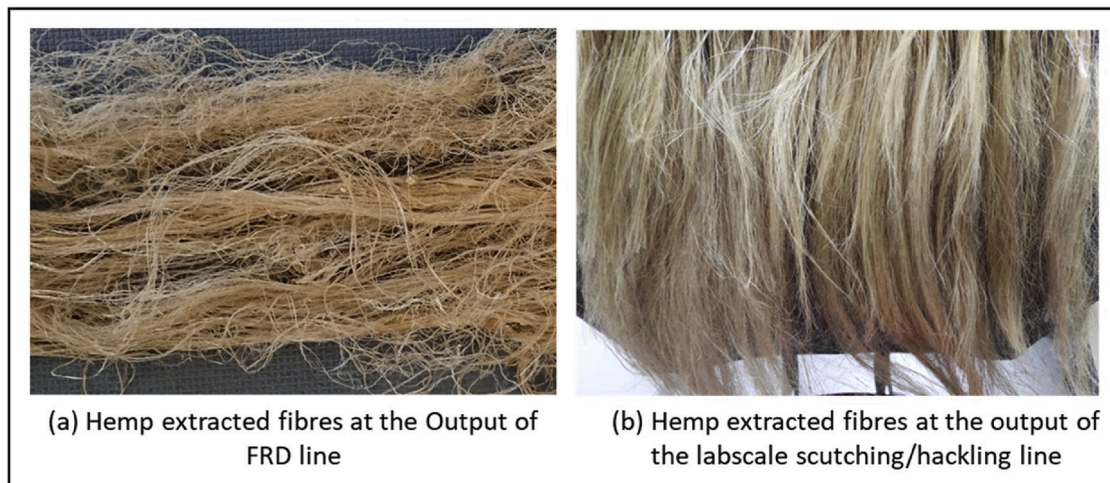 (a) Hemp extracted fibres at the Output of
FRD line
(b) Hemp extracted fibres at the output of
the labscale scutching/hackling line